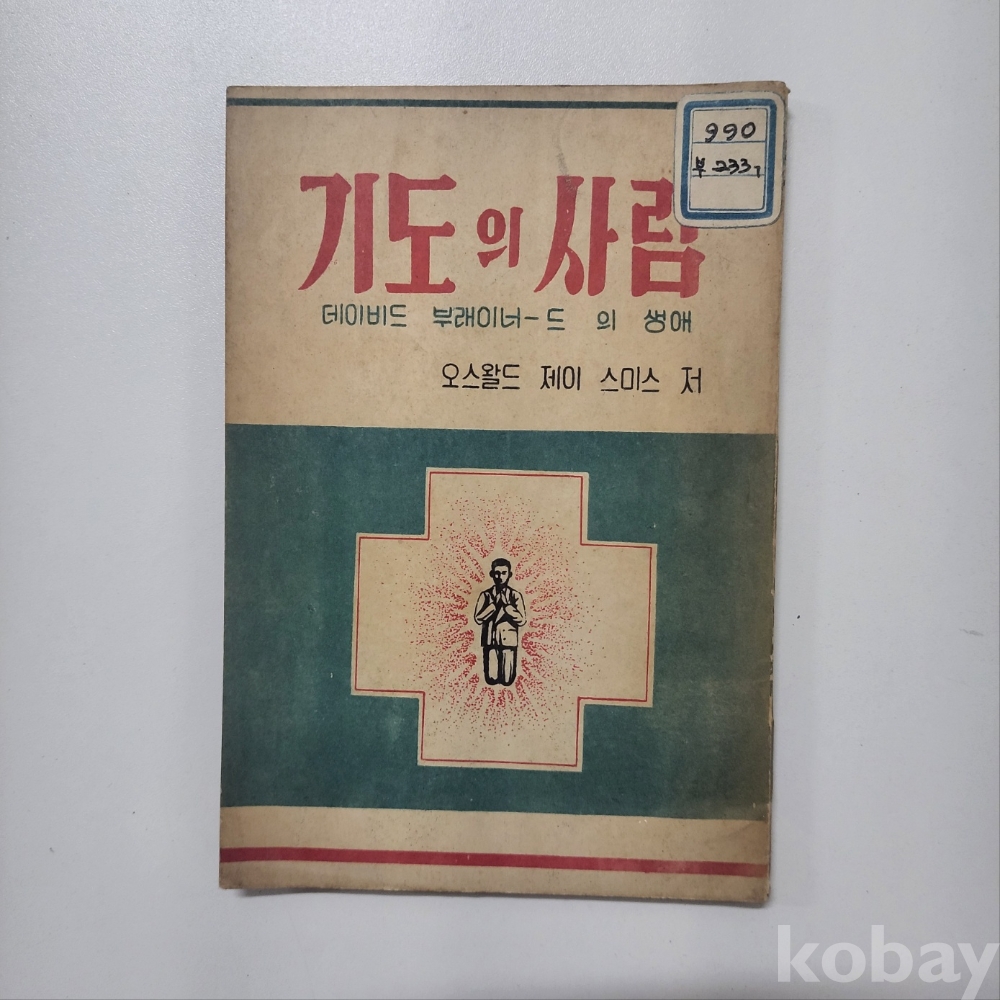 990
부 233ㄱ
기도의 사람
데이비드 부래이너-드 의 생애
오스왈드 제이 스미스 저
kobay